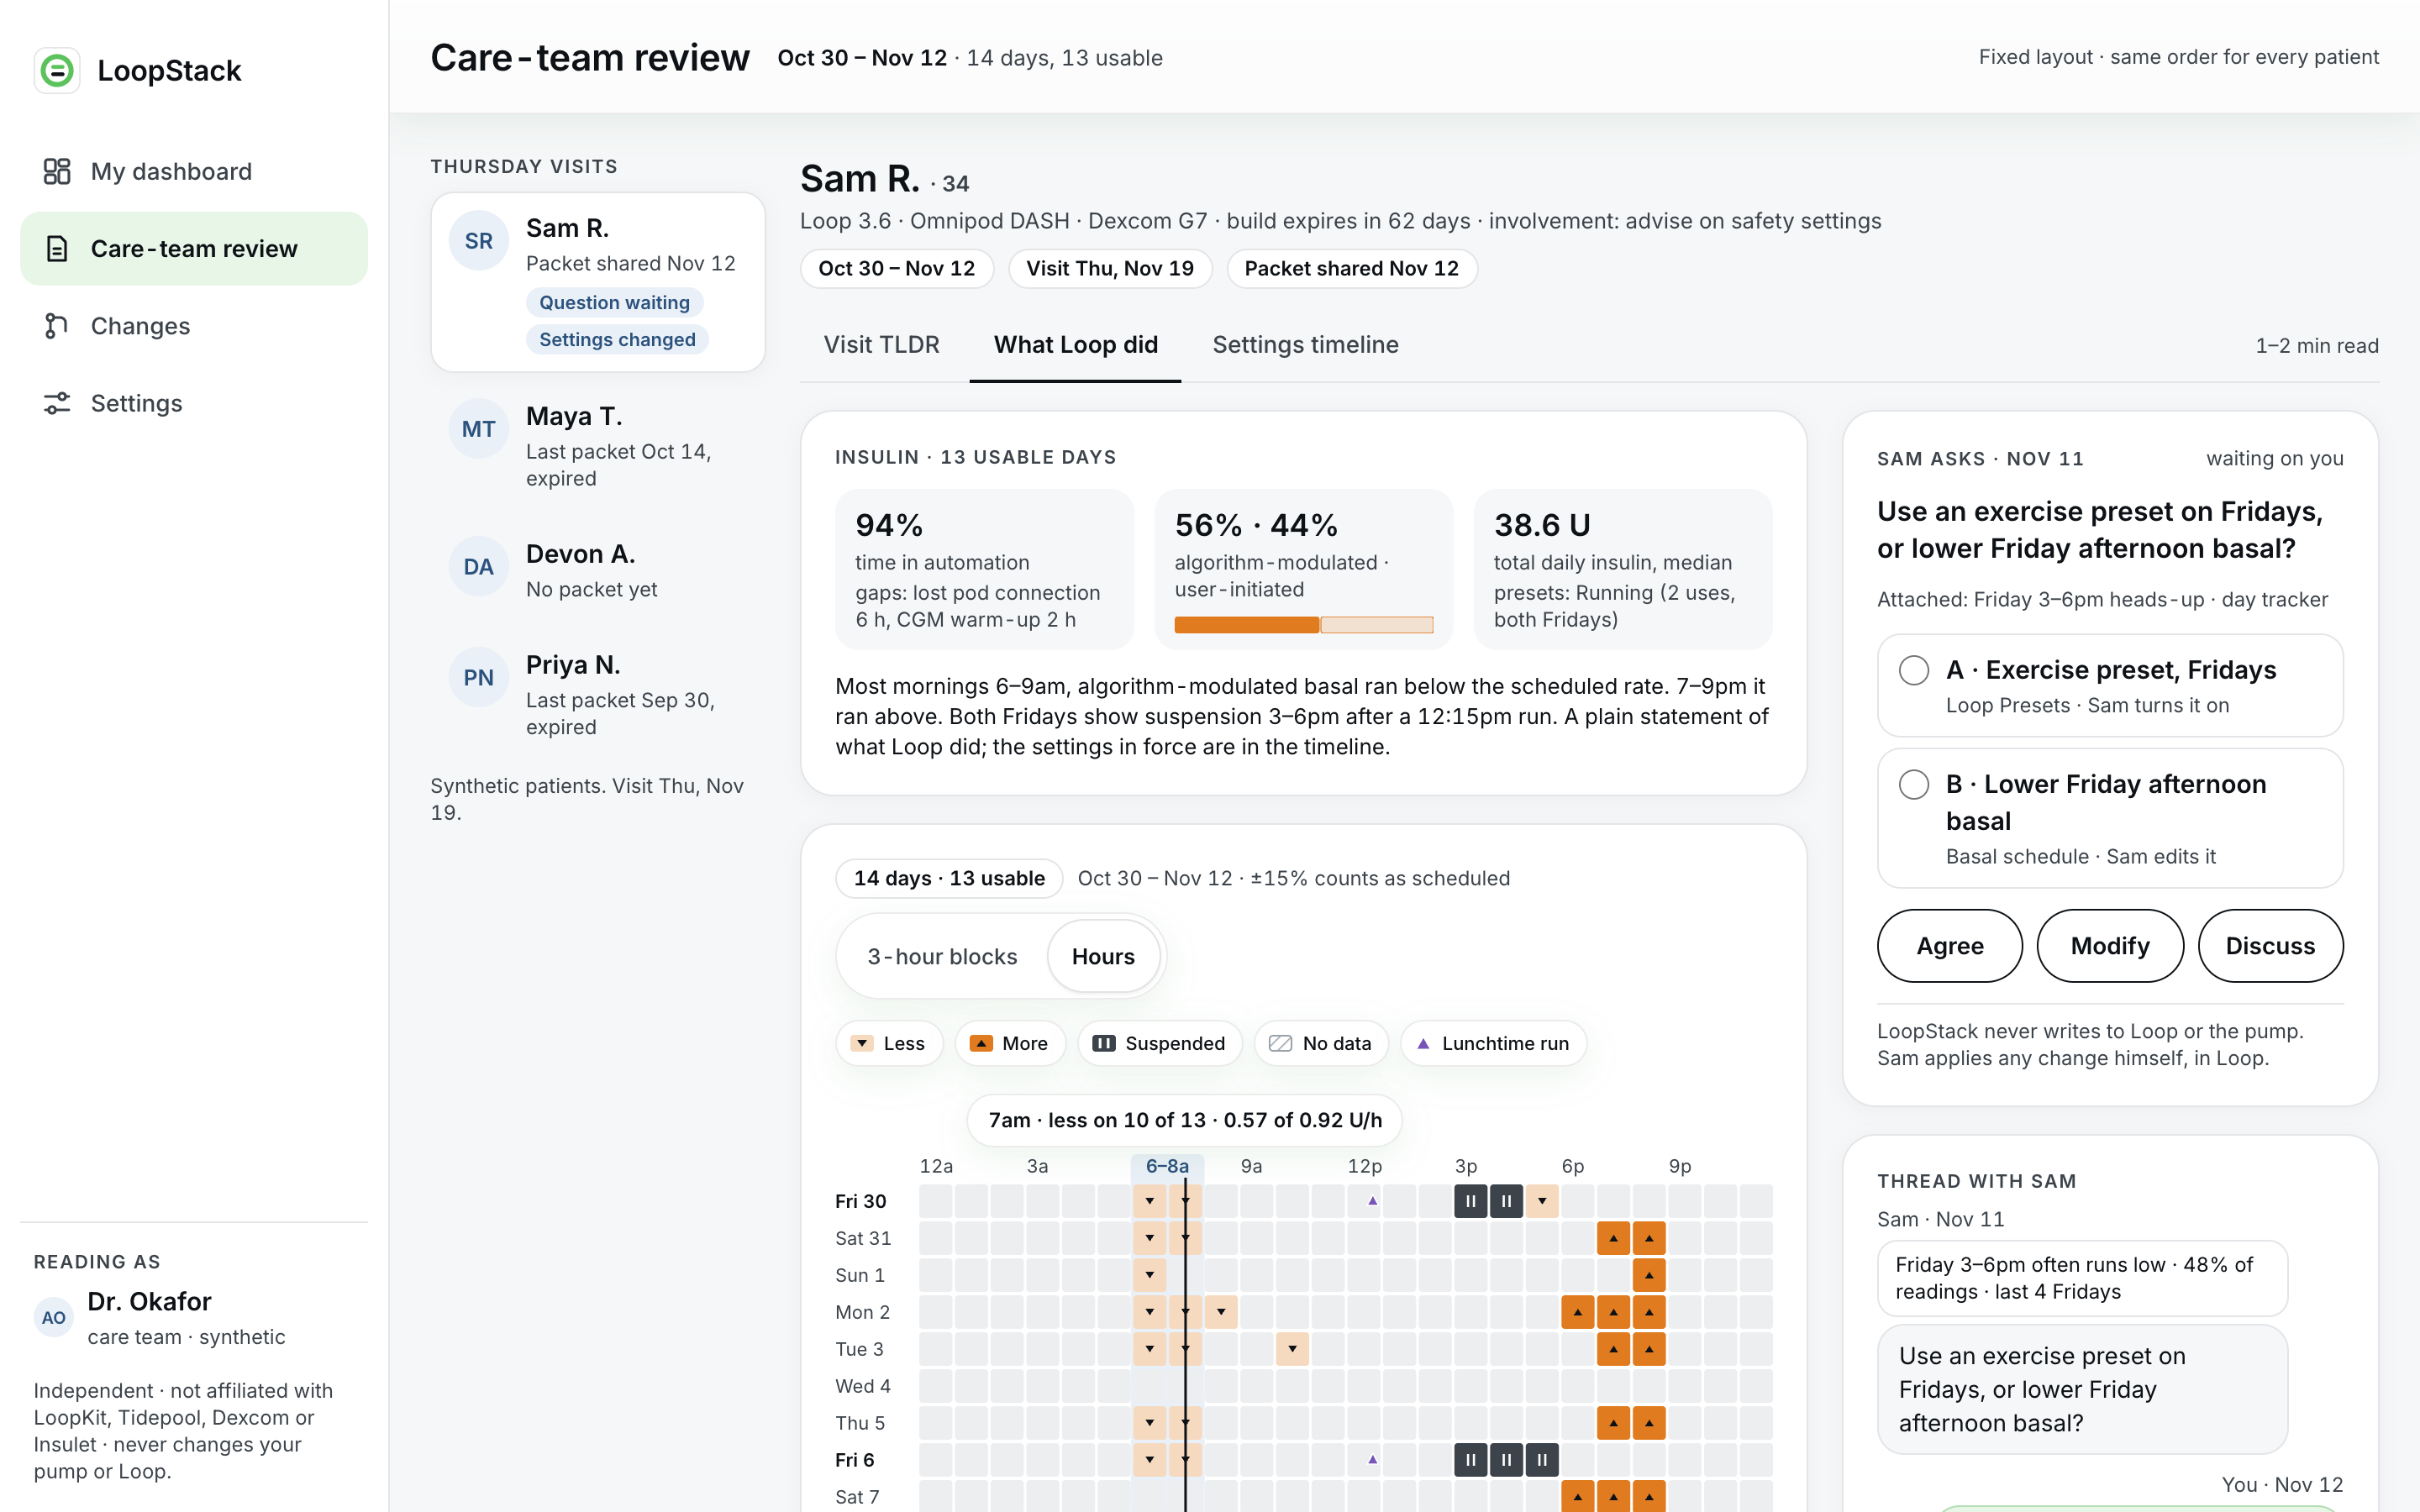 LoopStack
My dashboard
Care-team review
Changes
Settings
READING AS
AO
Dr. Okafor
care team · synthetic
Independent · not affiliated with
LoopKit, Tidepool, Dexcom or
Insulet · never changes your
pump or Loop.
Care-team review
Oct 30 – Nov 12 · 14 days, 13 usable
Fixed layout · same order for every patient
THURSDAY VISITS
SR
Sam R.
Packet shared Nov 12
Question waiting
Settings changed
MT
Maya T.
Last packet Oct 14,
expired
DA
Devon A.
No packet yet
PN
Priya N.
Last packet Sep 30,
expired
Synthetic patients. Visit Thu, Nov
19.
Sam R. · 34
Loop 3.6 · Omnipod DASH · Dexcom G7 · build expires in 62 days · involvement: advise on safety settings
Oct 30 – Nov 12
Visit Thu, Nov 19
Packet shared Nov 12
Visit TLDR
What Loop did
Settings timeline
1–2 min read
INSULIN · 13 USABLE DAYS
94%
time in automation
gaps: lost pod connection
6 h, CGM warm-up 2 h
56% · 44%
algorithm-modulated ·
user-initiated
38.6 U
total daily insulin, median
presets: Running (2 uses,
both Fridays)
Most mornings 6–9am, algorithm-modulated basal ran below the scheduled rate. 7–9pm it
ran above. Both Fridays show suspension 3–6pm after a 12:15pm run. A plain statement of
what Loop did; the settings in force are in the timeline.
14 days · 13 usable
Oct 30 – Nov 12 · ±15% counts as scheduled
3-hour blocks
Hours
Less
More
Suspended
No data
Lunchtime run
7am · less on 10 of 13 · 0.57 of 0.92 U/h
12a
3a
6–8a
9a
12p
3p
6p
9p
Fri 30
Sat 31
Sun 1
Mon 2
Tue 3
Wed 4
Thu 5
Fri 6
Sat 7
SAM ASKS · NOV 11
waiting on you
Use an exercise preset on Fridays,
or lower Friday afternoon basal?
Attached: Friday 3–6pm heads-up · day tracker
A · Exercise preset, Fridays
Loop Presets · Sam turns it on
B · Lower Friday afternoon
basal
Basal schedule · Sam edits it
Agree
Modify
Discuss
LoopStack never writes to Loop or the pump.
Sam applies any change himself, in Loop.
THREAD WITH SAM
Sam · Nov 11
Friday 3–6pm often runs low · 48% of
readings · last 4 Fridays
Use an exercise preset on
Fridays, or lower Friday
afternoon basal?
You · Nov 12